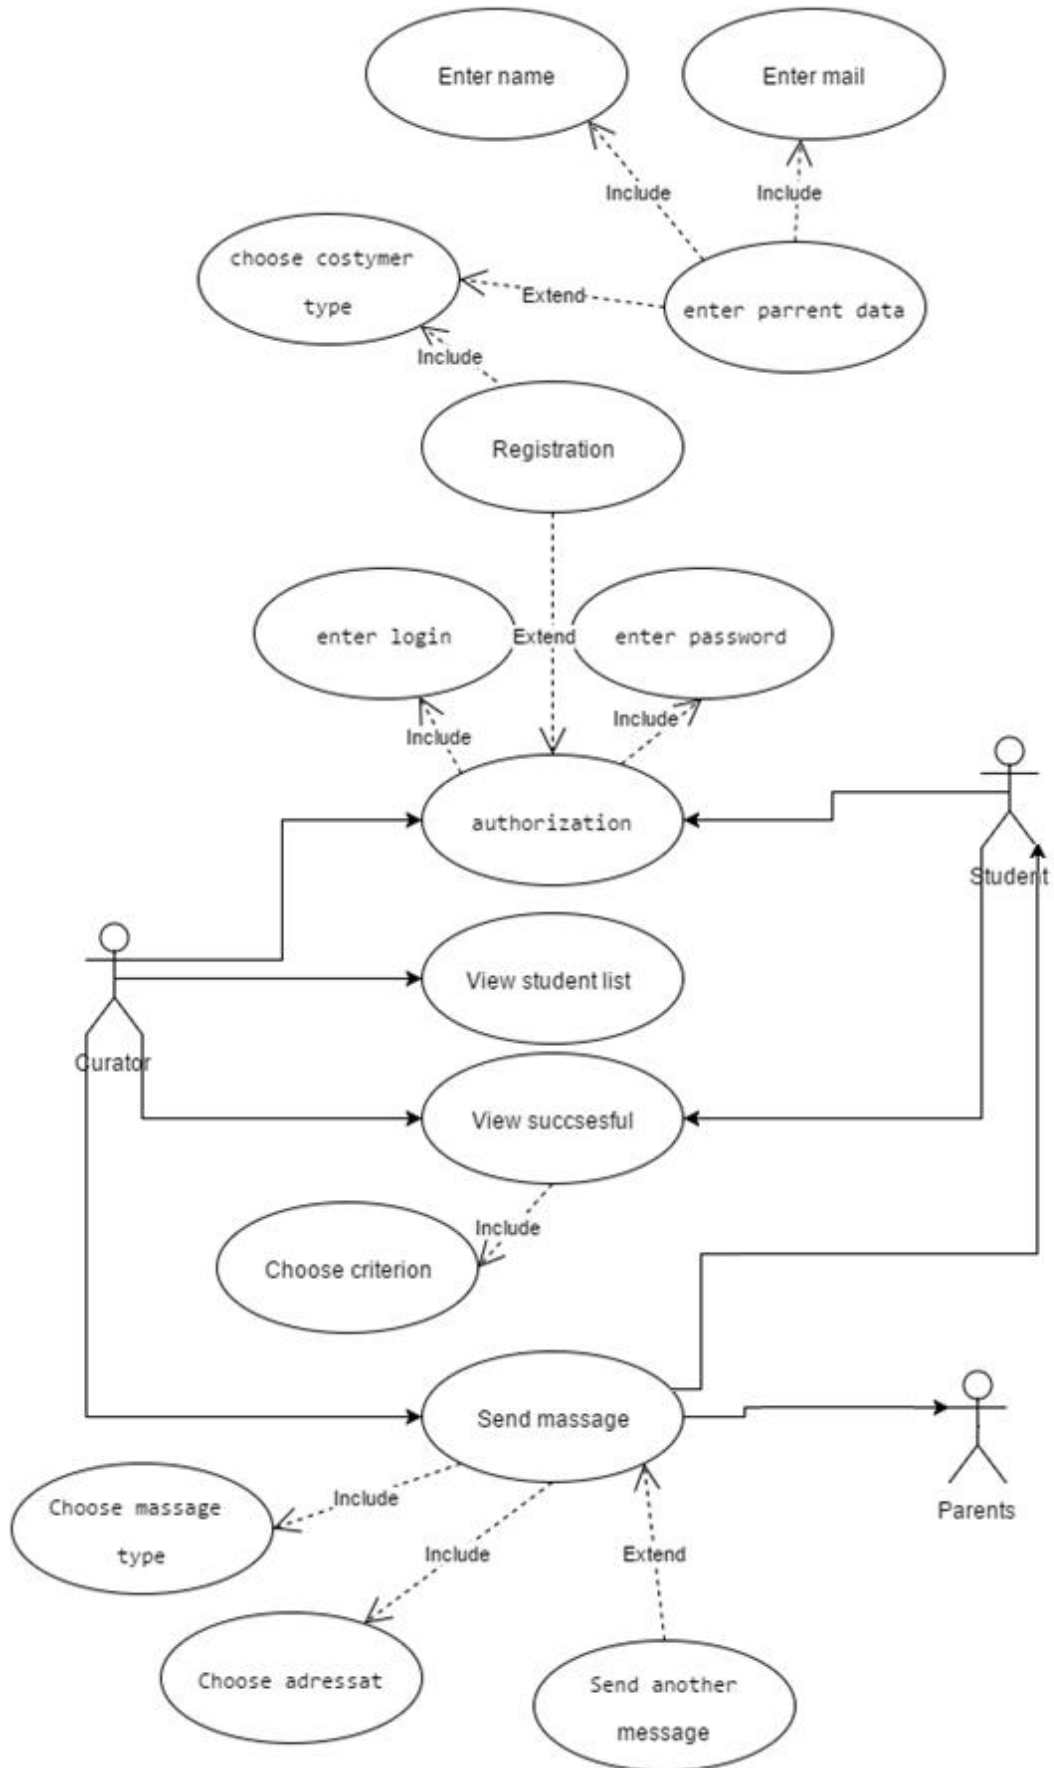 Enter name
Enter mail
Include
Include
choose costymer
type
Extend
enter parrent data
Include
Registration
enter login
Extend
enter password
Include
Include
authorization
Student
View student list
Curator
View succsesful
Include
Choose criterion
Send massage
Choose massage
type
Include
Parents
Include
Extend
Choose adressat
Send another
message